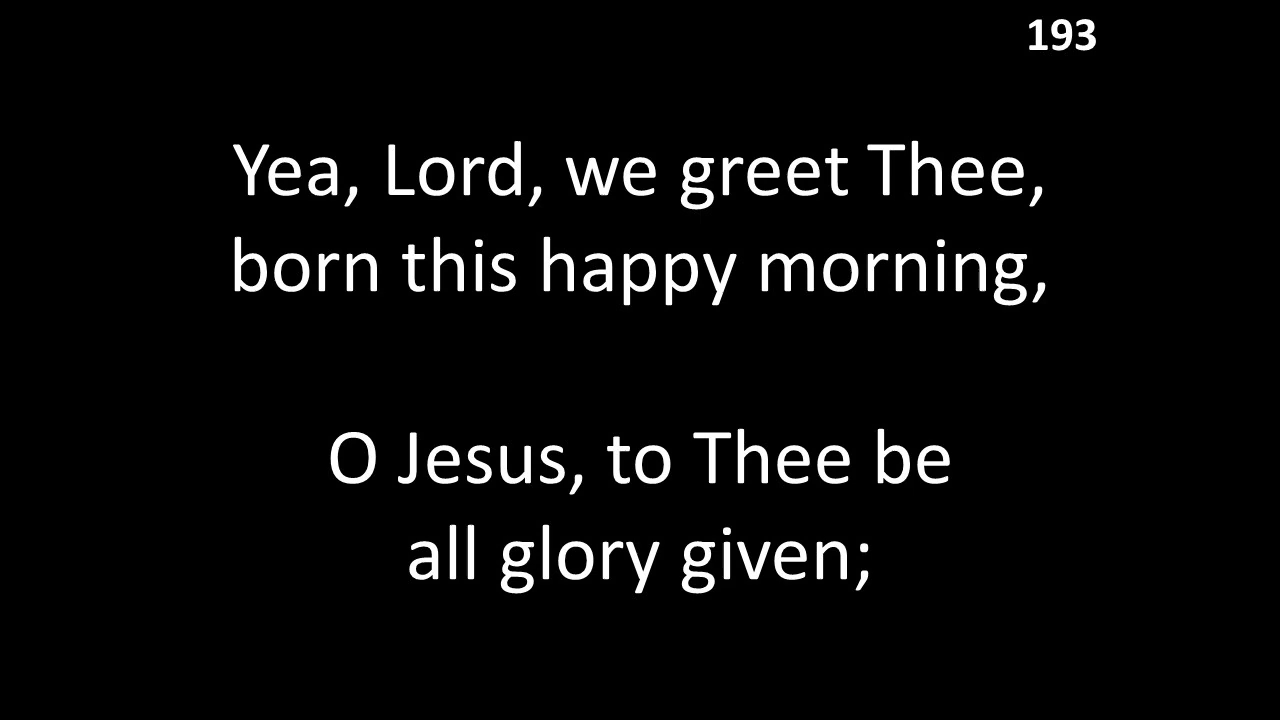 193
Yea, Lord, we greet Thee,
born this happy morning,
O Jesus, to Thee be
all glory given;